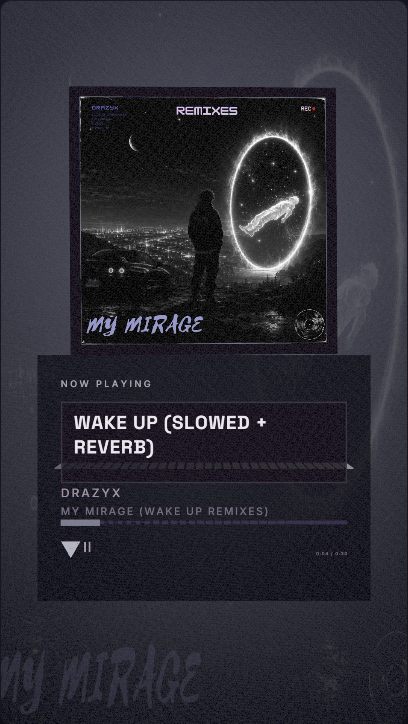 DRAZYX
REMIXES
REC
MY MIRAGE
NOW PLAYING
WAKE UP (SLOWED +
REVERB)
DRAZYX
MY MIRAGE (WAKE UP REMIXES)
0:04 / 0:30
MY MIRAGE